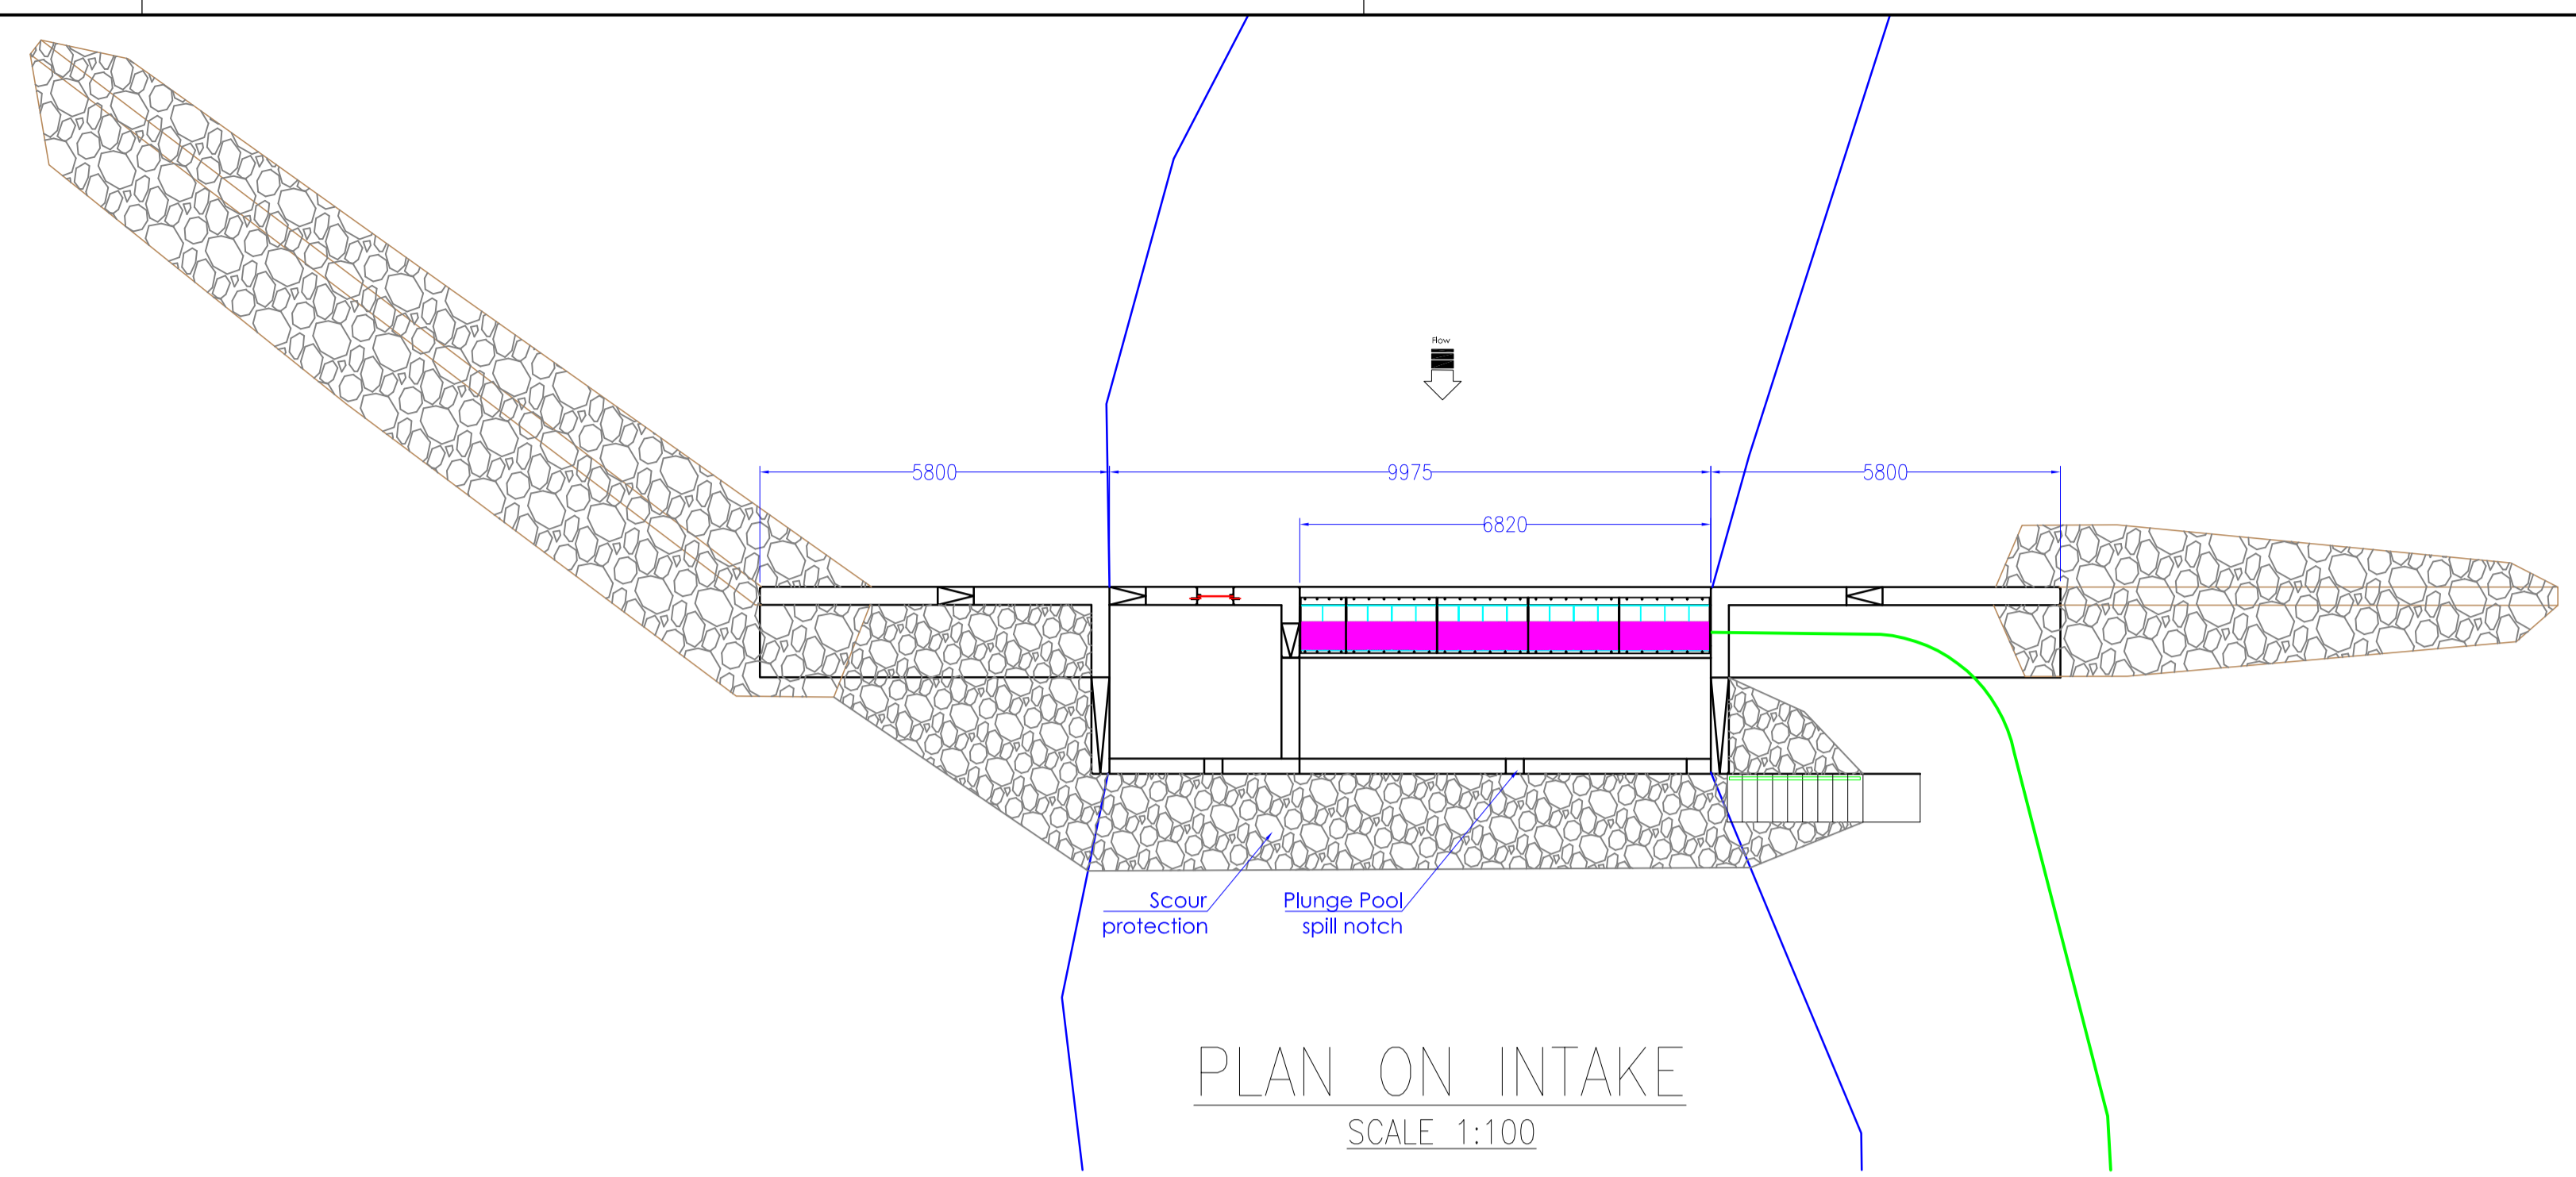 Flow
5800
9975
5800
6820
Scour
protection
Plunge Pool
spill notch
PLAN ON INTAKE
SCALE 1:100